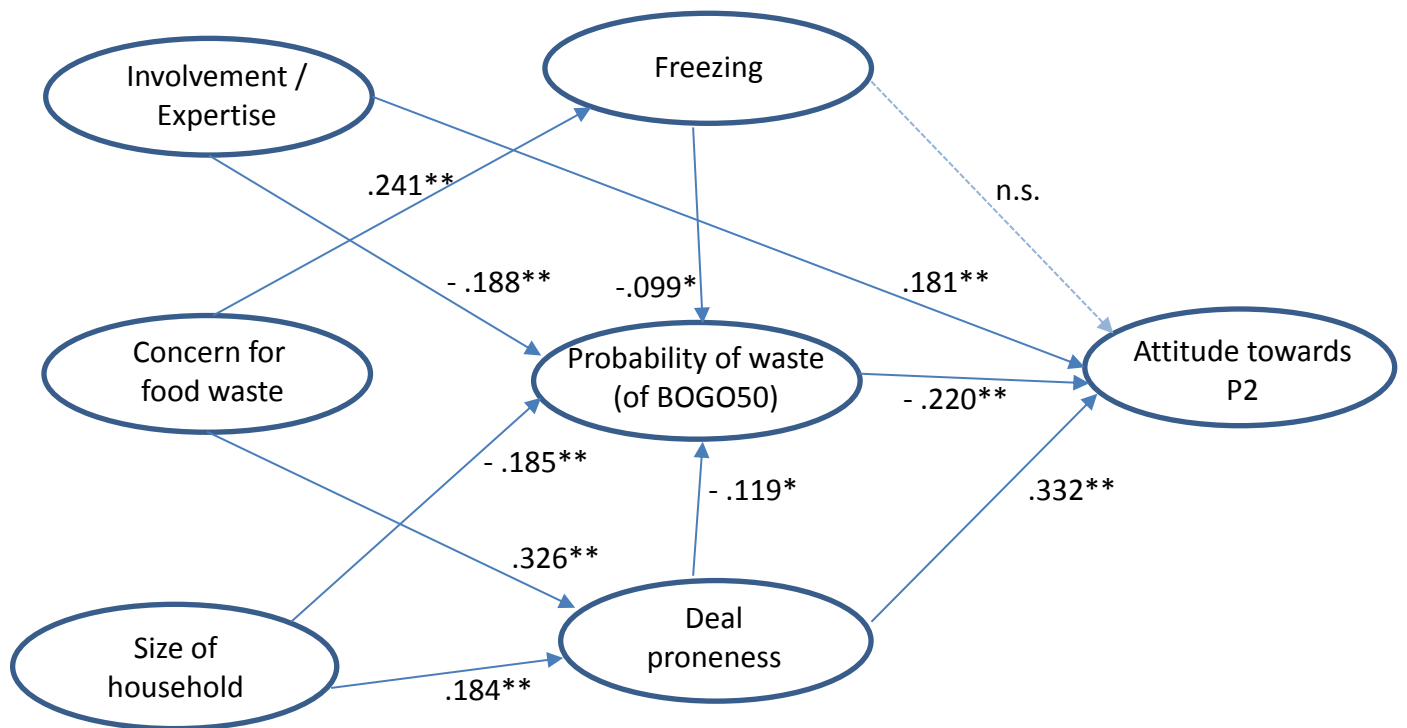 Involvement /
Expertise
Freezing
.241**
n.s.
- .188**
-.099*
.181**
Concern for
food waste
Probability of waste
(of BOGO50)
Attitude towards
P2
- .220**
- .185**
- .119*
.332**
.326**
Size of
household
Deal
proneness
.184**